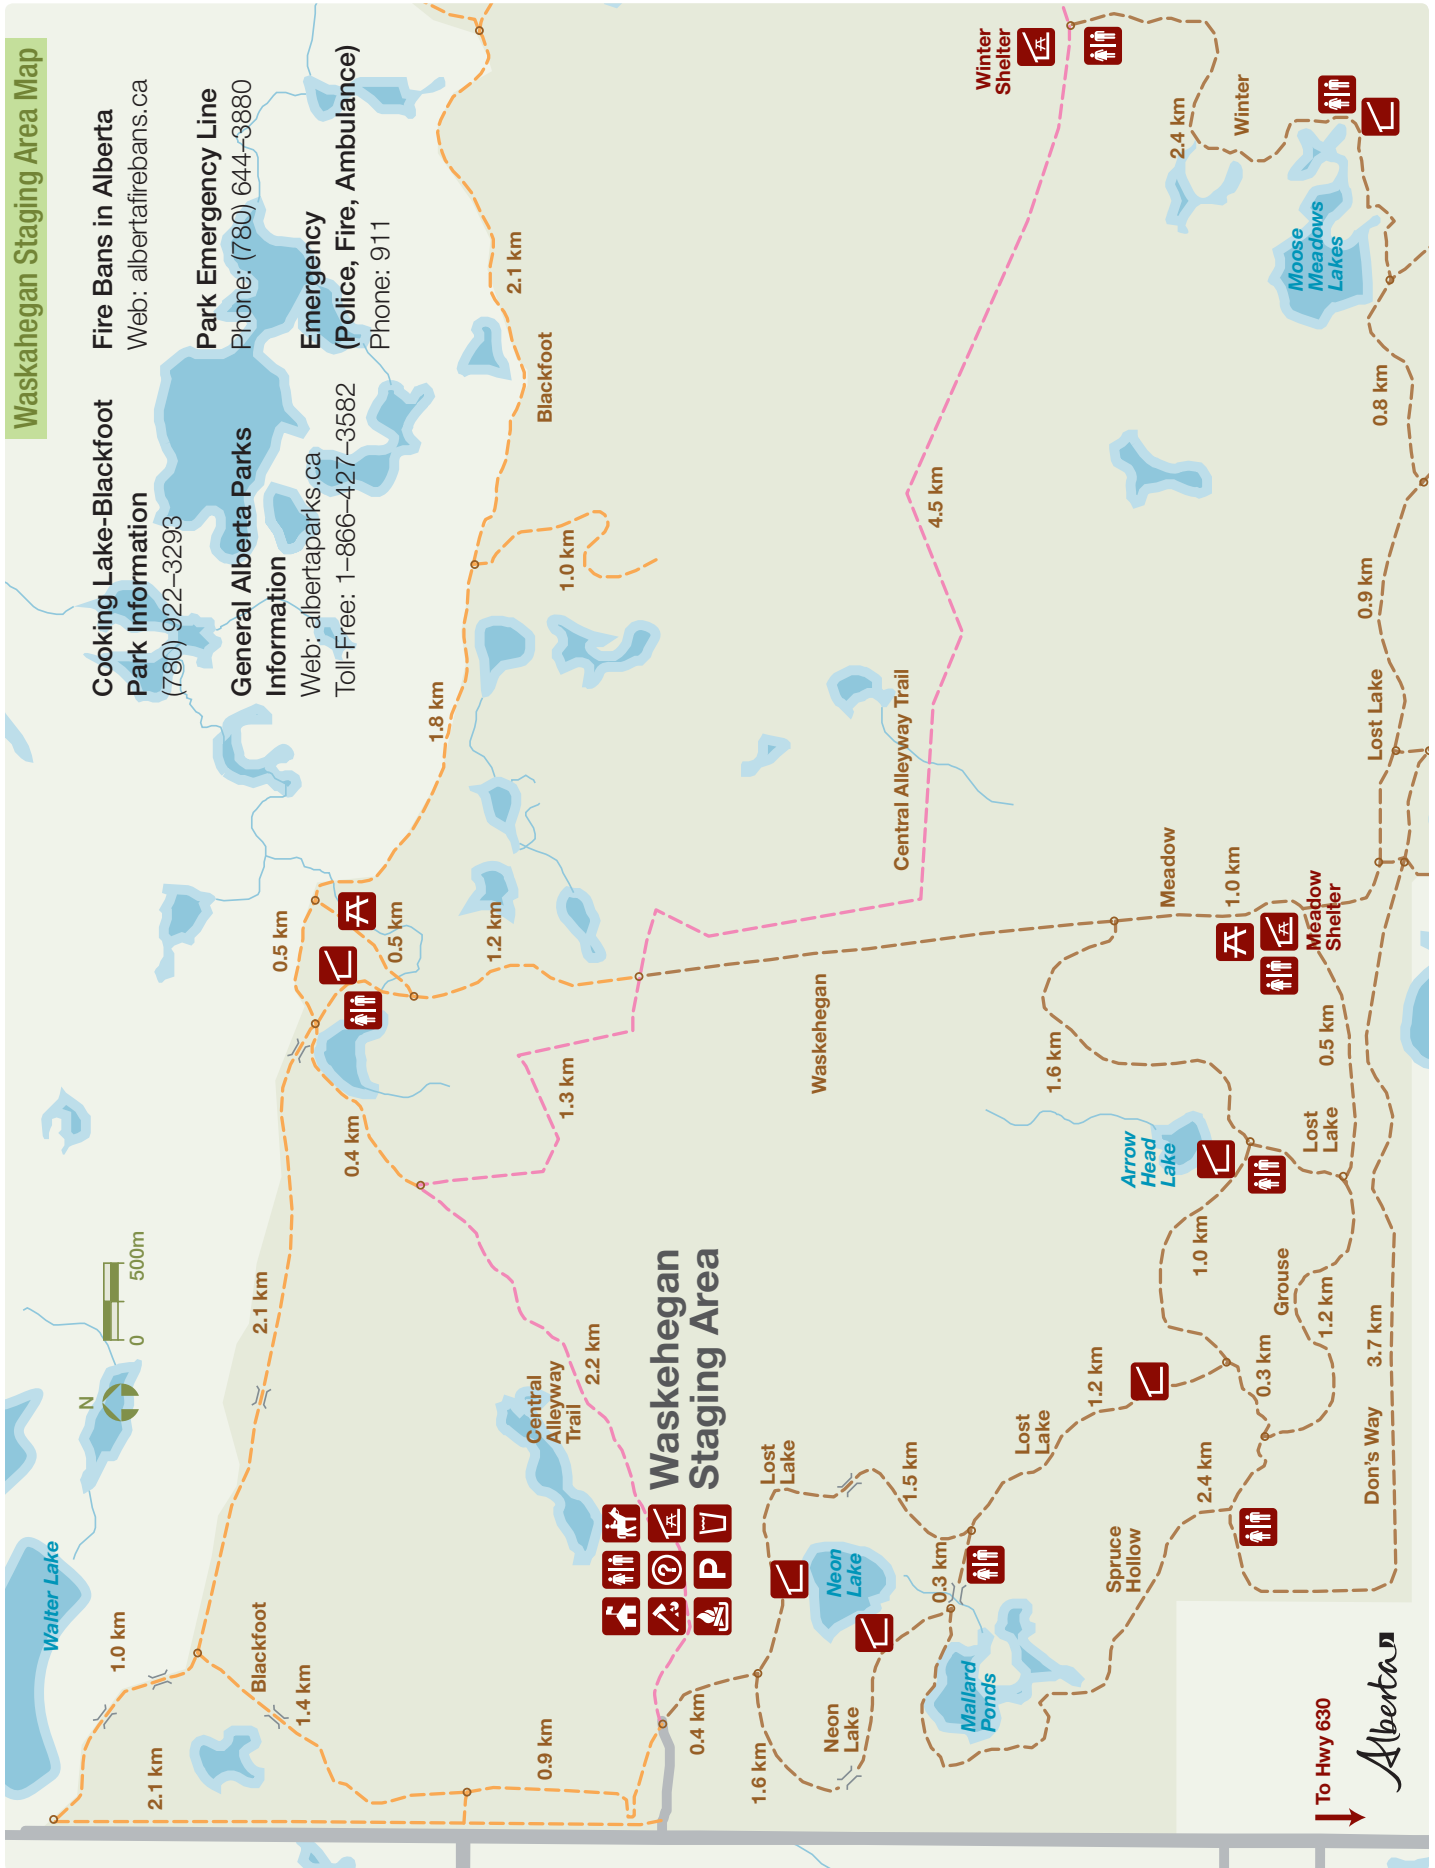 Waskahegan Staging Area Map
Cooking Lake-Blackfoot
Park Information
(780) 922–3293
General Alberta Parks
Information
Web: albertaparks.ca
Toll-Free: 1–866–427–3582
Fire Bans in Alberta
Web: albertafirebans.ca
Park Emergency Line
Phone: (780) 644–3880
Emergency
(Police, Fire, Ambulance)
Phone: 911
N
0
500m
Walter Lake
1.0 km
2.1 km
Blackfoot
1.4 km
0.9 km
2.1 km
0.4 km
0.5 km
0.5 km
1.2 km
1.8 km
1.0 km
Blackfoot
2.1 km
Central
Alleyway
Trail
2.2 km
1.3 km
Waskehegan
Staging Area
P
?
0.4 km
1.6 km
Neon
Lake
Lost
Lake
Neon
Lake
1.5 km
0.3 km
Mallard
Ponds
Lost
Lake
1.2 km
Spruce
Hollow
2.4 km
0.3 km
1.0 km
Grouse
1.2 km
Don's Way
3.7 km
Arrow
Head
Lake
1.6 km
Lost
Lake
0.5 km
Waskehegan
Central Alleyway Trail
4.5 km
Meadow
1.0 km
Meadow
Shelter
Lost Lake
0.9 km
0.8 km
Moose
Meadows
Lakes
Winter
2.4 km
Winter
Shelter
To Hwy 630
Alberta